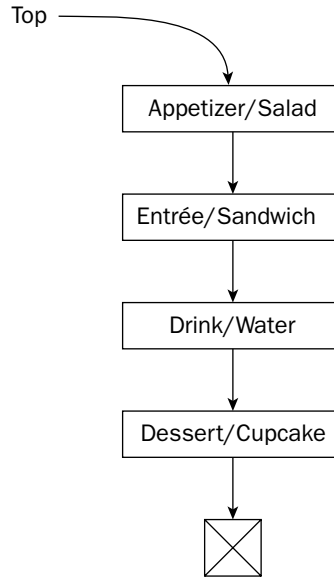 Top
Appetizer/Salad
Entrée/Sandwich
Drink/Water
Dessert/Cupcake